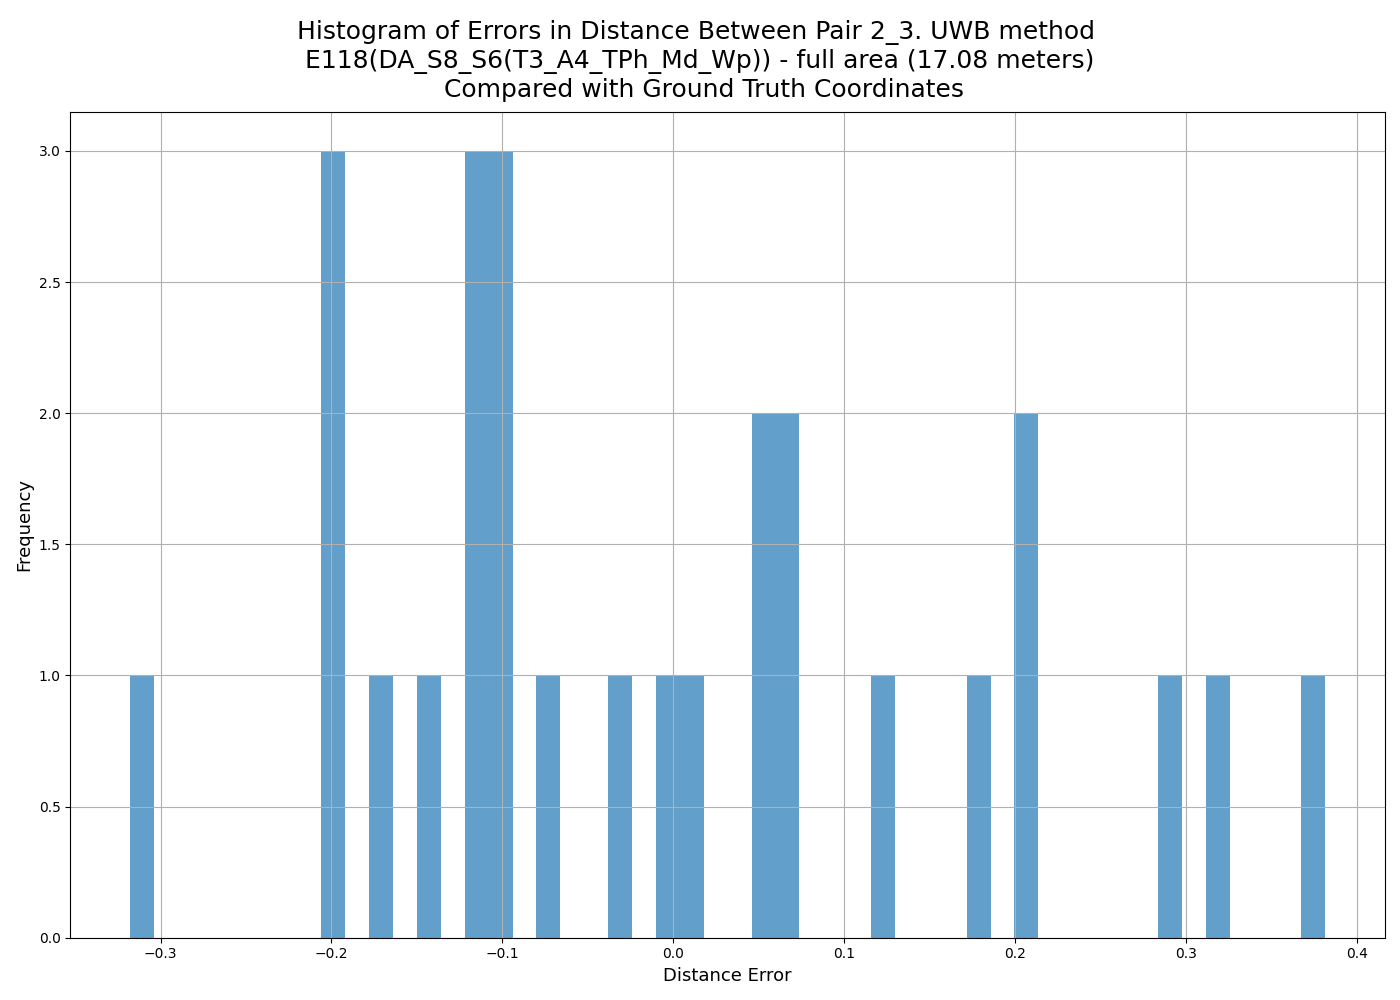 Histogram of Errors in Distance Between Pair 2_3. UWB method
E118(DA_S8_S6(T3_A4_TPh_Md_Wp)) - full area (17.08 meters)
Compared with Ground Truth Coordinates
3.0
2.5
2.0
1.5
1.0
0.5
0.0
Frequency
−0.3 −0.2 −0.1 0.0 0.1 0.2 0.3 0.4
Distance Error